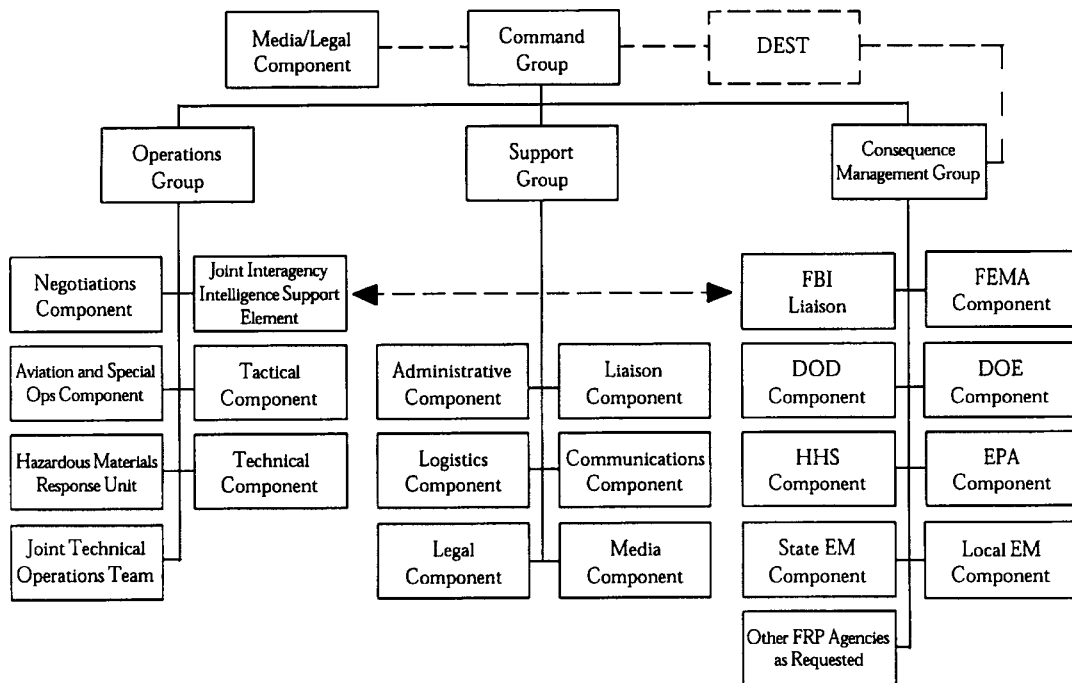 Media/Legal
Component
Command
Group
DEST
Operations
Group
Support
Group
Consequence
Management Group
Negotiations
Component
Joint Interagency
Intelligence Support
Element
FBI
Liaison
FEMA
Component
Aviation and Special
Ops Component
Tactical
Component
Administrative
Component
Liaison
Component
DOD
Component
DOE
Component
Hazardous Materials
Response Unit
Technical
Component
Logistics
Component
Communications
Component
HHS
Component
EPA
Component
Joint Technical
Operations Team
Legal
Component
Media
Component
State EM
Component
Local EM
Component
Other FRP Agencies
as Requested